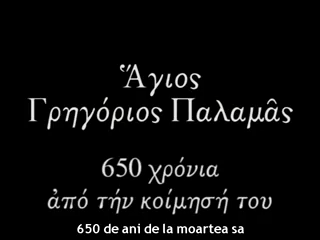 Ἅγιος
Γρηγόριος Παλαμᾶς
650 χρόνια
ἀπό τήν κοίμησή του
650 de ani de la moartea sa